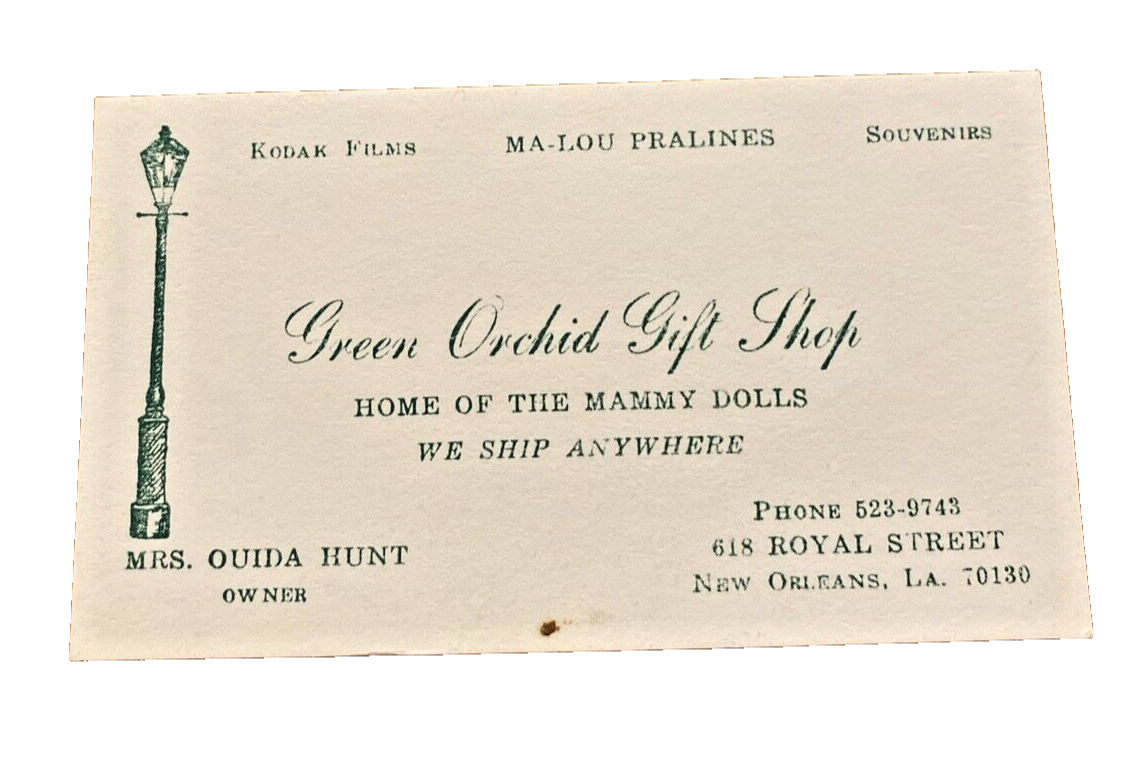 KODAK FILMS MA-LOU PRALINES SOUVENIRS
Green Orchid Gift Shop
HOME OF THE MAMMY DOLLS
WE SHIP ANYWHERE
PHONE 523-9743
618 ROYAL STREET
NEW ORLEANS, LA. 70130
MRS. OUIDA HUNT
OWNER